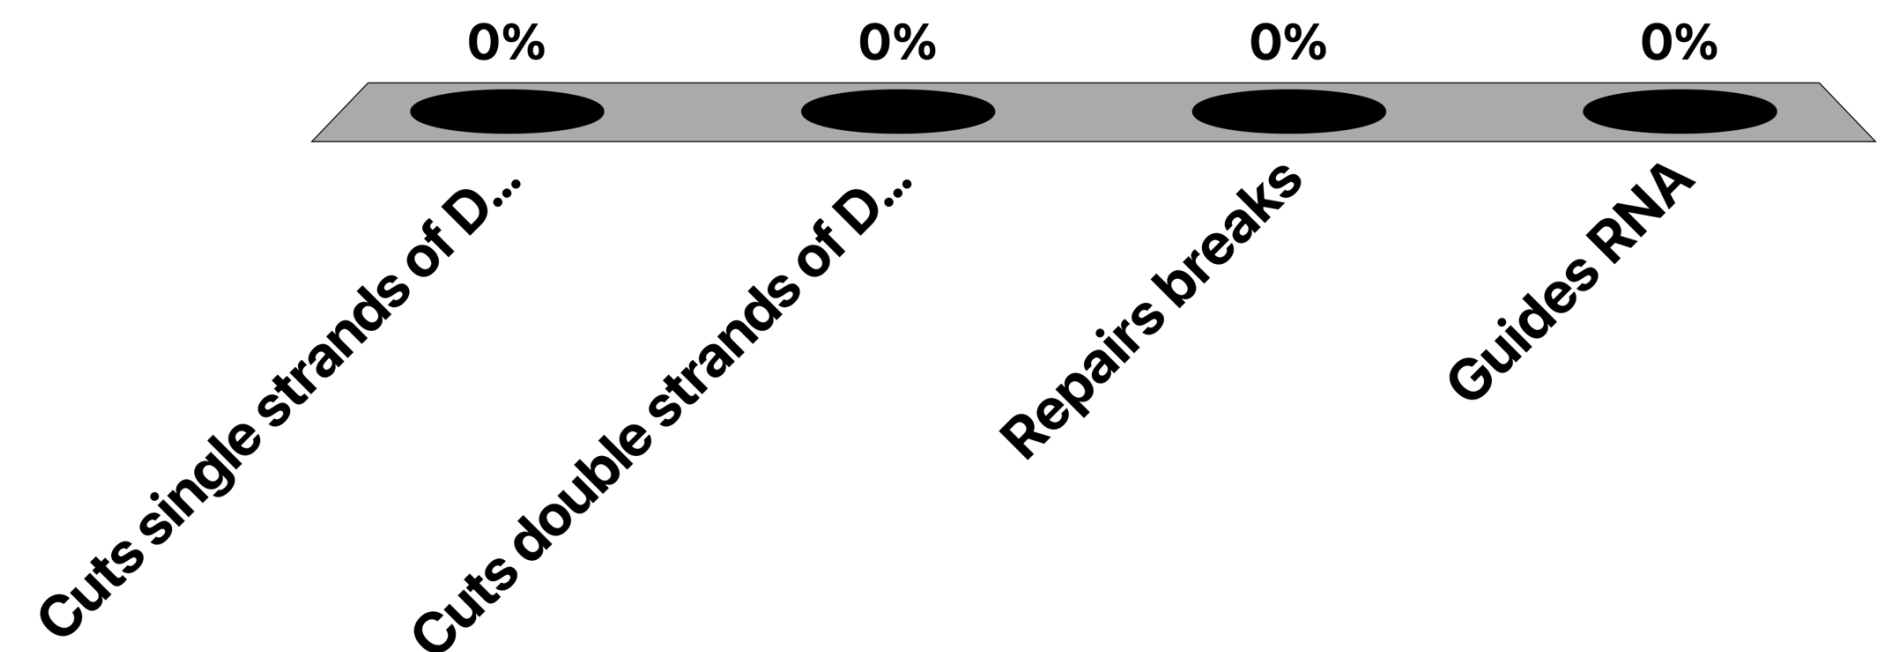 0%
0%
0%
0%
Cuts single strands of D...
Cuts double strands of D...
Repairs breaks
Guides RNA